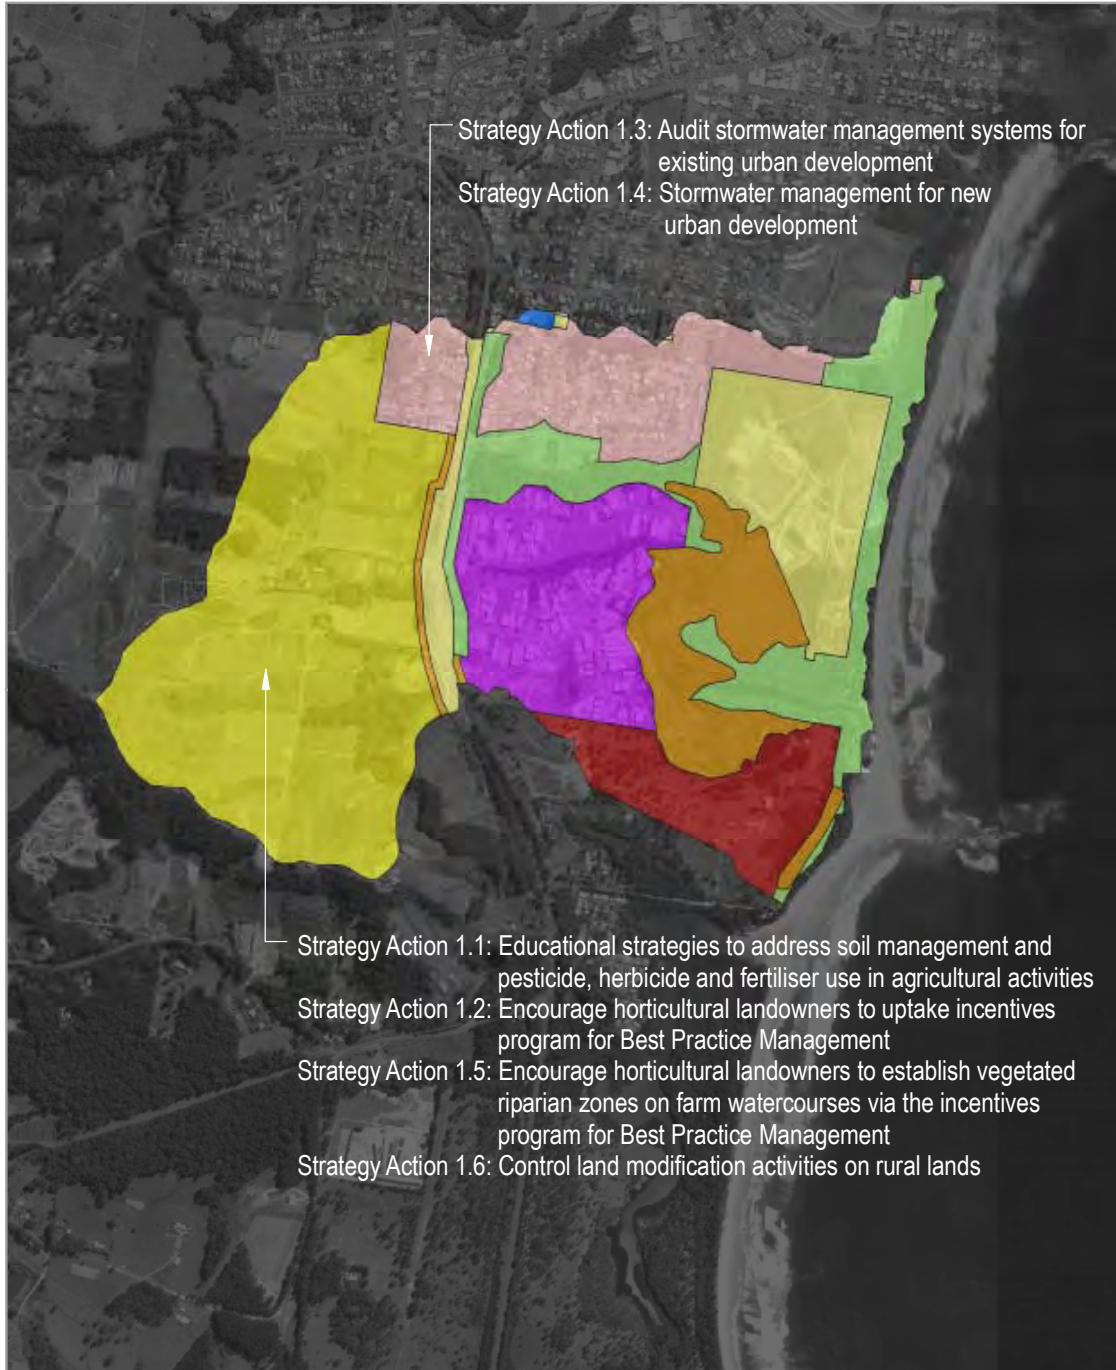 Strategy Action 1.3: Audit stormwater management systems for
existing urban development
Strategy Action 1.4: Stormwater management for new
urban development
Strategy Action 1.1: Educational strategies to address soil management and
pesticide, herbicide and fertiliser use in agricultural activities
Strategy Action 1.2: Encourage horticultural landowners to uptake incentives
program for Best Practice Management
Strategy Action 1.5: Encourage horticultural landowners to establish vegetated
riparian zones on farm watercourses via the incentives
program for Best Practice Management
Strategy Action 1.6: Control land modification activities on rural lands